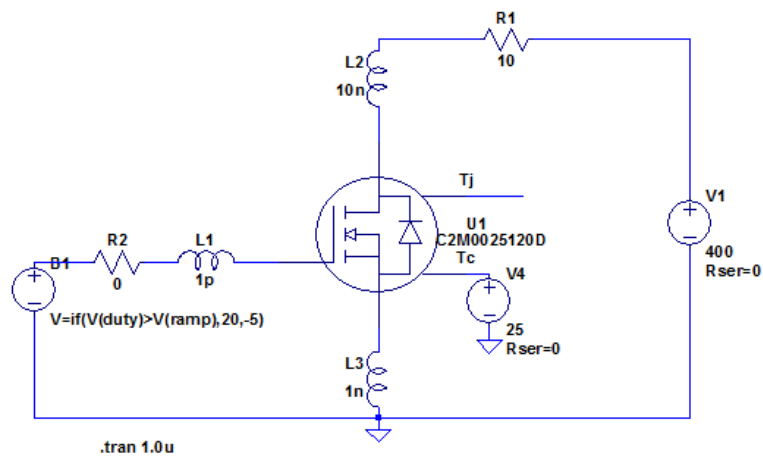 R1
10
L2
10n
Tj
U1
C2M0025120D
Tc
V1
400
Rser=0
V4
25
Rser=0
R2
0
L1
1p
B1
V=if(V(duty)>V(ramp),20,-5)
L3
1n
.tran 1.0u